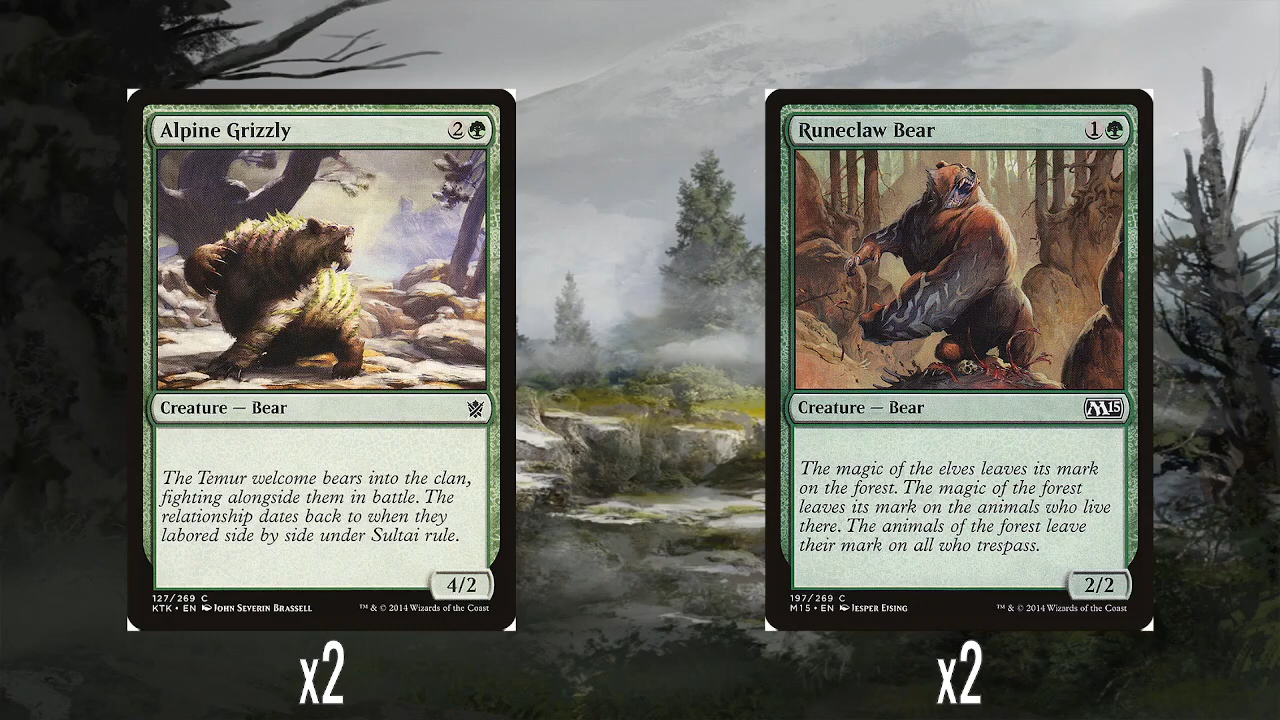 Alpine Grizzly 2
Creature — Bear
The Temur welcome bears into the clan,
fighting alongside them in battle. The
relationship dates back to when they
labored side by side under Sultai rule.
4/2
127/269 C
KTK • EN John Severin Brassell ™ & © 2014 Wizards of the Coast
x2
Runeclaw Bear 1
Creature — Bear M15
The magic of the elves leaves its mark
on the forest. The magic of the forest
leaves its mark on the animals who live
there. The animals of the forest leave
their mark on all who trespass.
2/2
197/269 C
M15 • EN Jesper Ejsing ™ & © 2014 Wizards of the Coast
x2